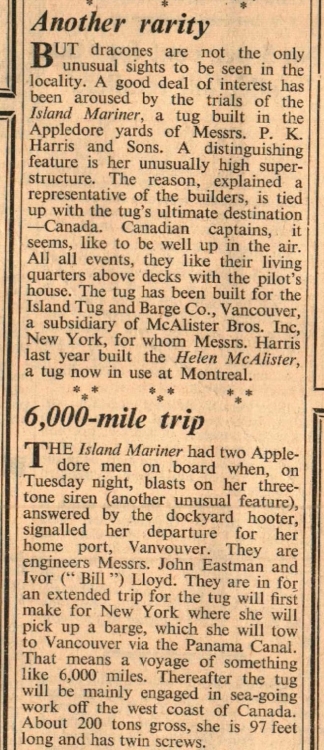 Another rarity
BUT dracones are not the only
unusual sights to be seen in the
locality. A good deal of interest has
been aroused by the trials of the
Island Mariner, a tug built in the
Appledore yards of Messrs. P. K.
Harris and Sons. A distinguishing
feature is her unusually high super-
structure. The reason, explained a
representative of the builders, is tied
up with the tug's ultimate destination
—Canada. Canadian captains, it
seems, like to be well up in the air.
All all events, they like their living
quarters above decks with the pilot's
house. The tug has been built for the
Island Tug and Barge Co., Vancouver,
a subsidiary of McAlister Bros. Inc,
New York, for whom Messrs. Harris
last year built the Helen McAlister,
a tug now in use at Montreal.
* * * * * * * * *
6,000-mile trip
THE Island Mariner had two Apple-
dore men on board when, on
Tuesday night, blasts on her three-
tone siren (another unusual feature),
answered by the dockyard hooter,
signalled her departure for her
home port, Vanvouver. They are
engineers Messrs. John Eastman and
Ivor (“ Bill ”) Lloyd. They are in for
an extended trip for the tug will first
make for New York where she will
pick up a barge, which she will tow
to Vancouver via the Panama Canal.
That means a voyage of something
like 6,000 miles. Thereafter the tug
will be mainly engaged in sea-going
work off the west coast of Canada.
About 200 tons gross, she is 97 feet
long and has twin screws.